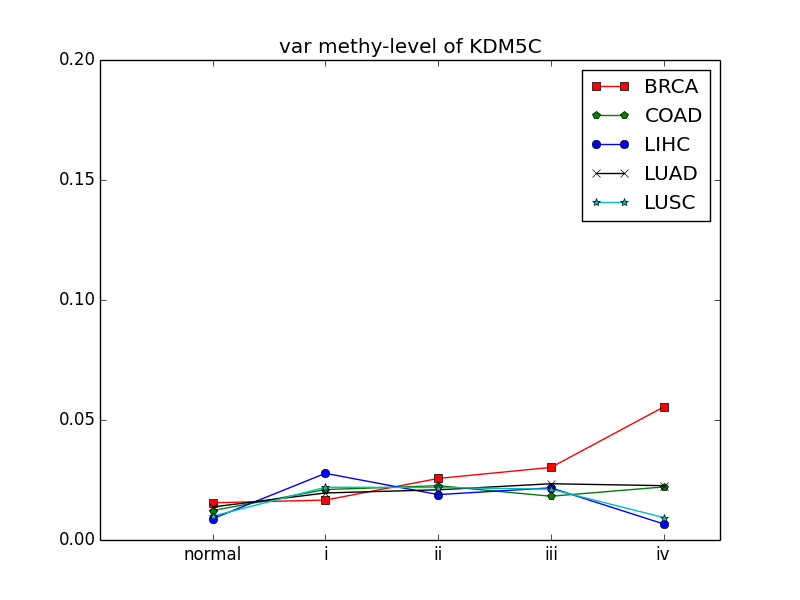 var methy-level of KDM5C
0.20
0.15
0.10
0.05
0.00
normal i ii iii iv
BRCA
COAD
LIHC
LUAD
LUSC